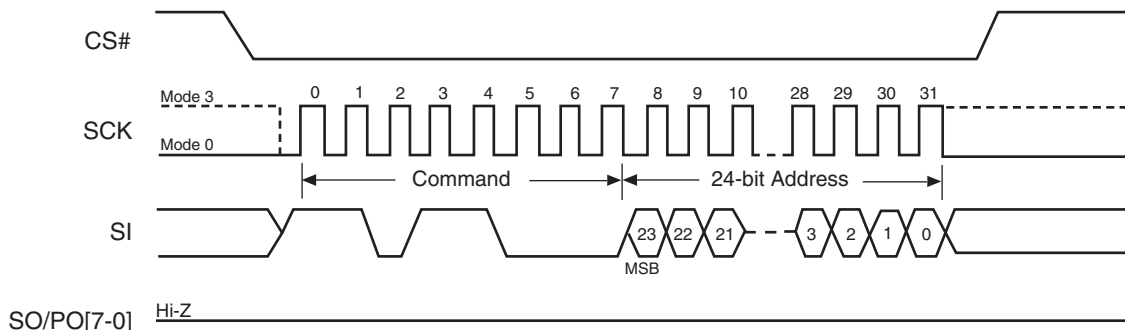 CS#
Mode 3
0 1 2 3 4 5 6 7 8 9 10 28 29 30 31
SCK
Mode 0
Command
24-bit Address
SI
23 22 21 3 2 1 0
MSB
Hi-Z
SO/PO[7-0]